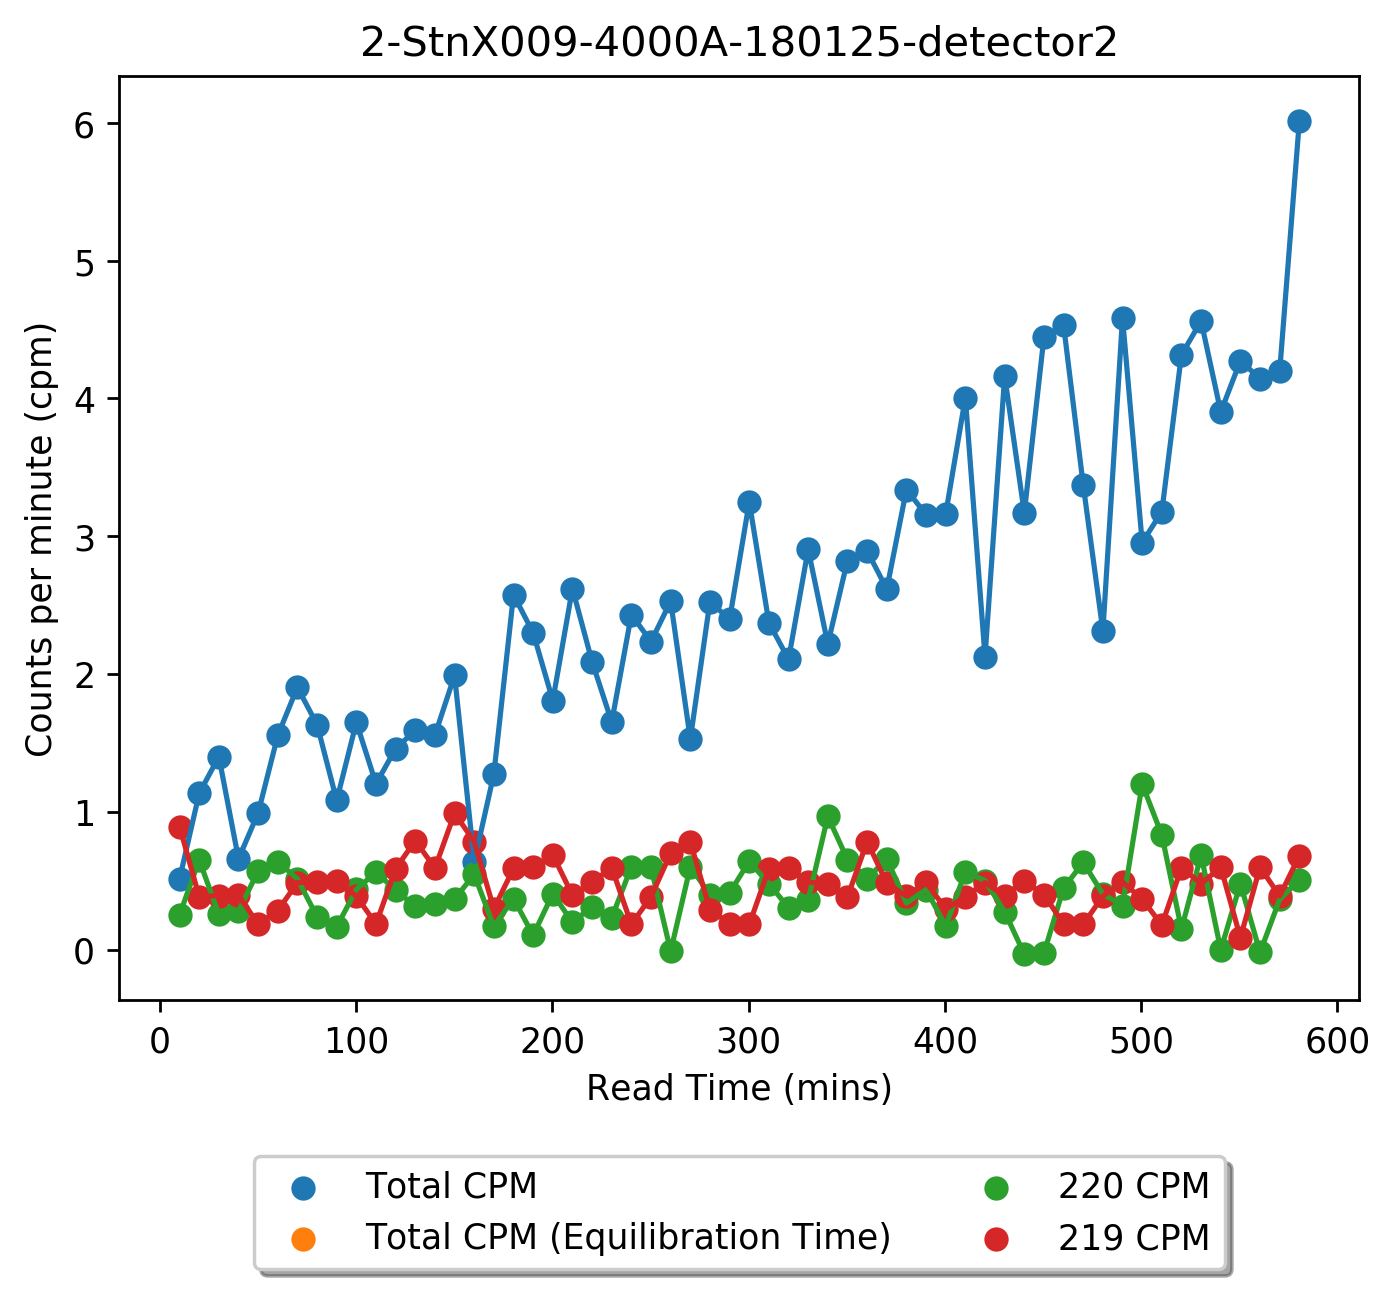 2-StnX009-4000A-180125-detector2
6
5
4
3
2
1
0
Counts per minute (cpm)
0 100 200 300 400 500 600
Read Time (mins)
Total CPM
Total CPM (Equilibration Time)
220 CPM
219 CPM